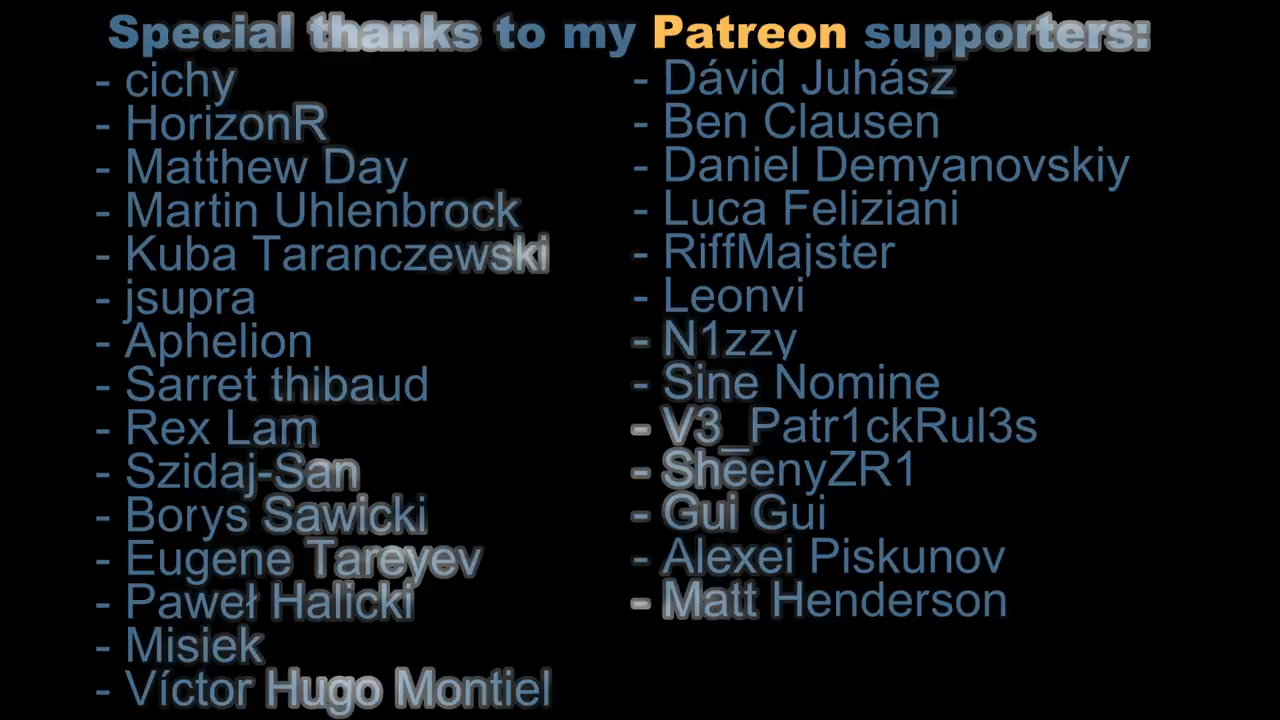 Special thanks to my Patreon supporters:
- cichy
- HorizonR
- Matthew Day
- Martin Uhlenbrock
- Kuba Taranczewski
- jsupra
- Aphelion
- Sarret thibaud
- Rex Lam
- Szidaj-San
- Borys Sawicki
- Eugene Tareyev
- Paweł Halicki
- Misiek
- Víctor Hugo Montiel
- Dávid Juhász
- Ben Clausen
- Daniel Demyanovskiy
- Luca Feliziani
- RiffMajster
- Leonvi
- N1zzy
- Sine Nomine
- V3_Patr1ckRul3s
- SheenyZR1
- Gui Gui
- Alexei Piskunov
- Matt Henderson